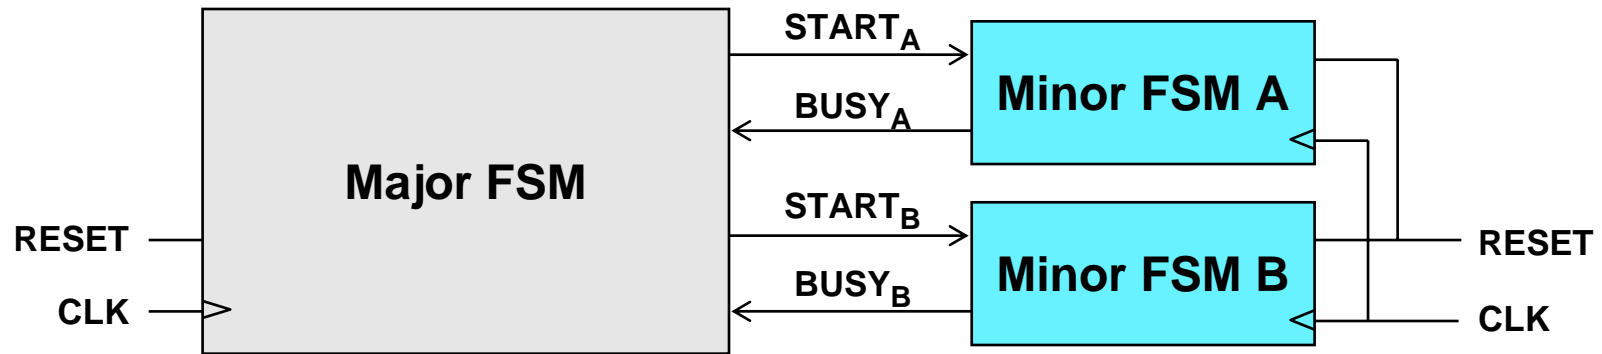 START_A
Minor FSM A
BUSY_A
Major FSM
START_B
RESET
Minor FSM B
RESET
BUSY_B
CLK
CLK